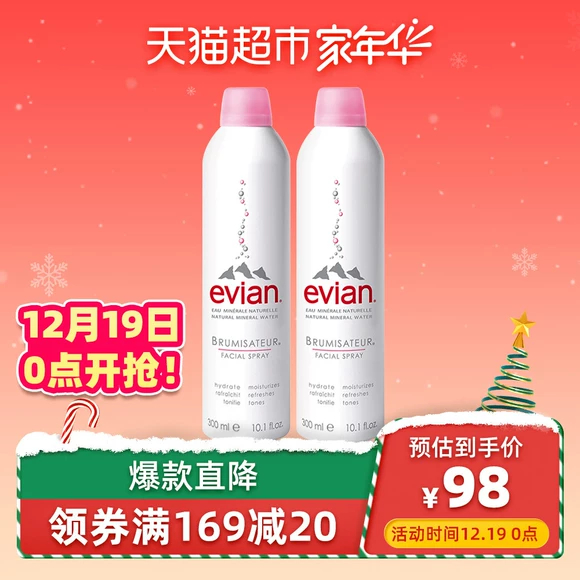 天猫超市家年华
evian.
EAU MINÉRALE NATURELLE
NATURAL MINERAL WATER
BRUMISATEUR®
FACIAL SPRAY
hydrate moisturizes
rafraîchit refreshes
tonifie tones
300 ml e 10.1 fl.oz.
evian.
EAU MINÉRALE NATURELLE
NATURAL MINERAL WATER
BRUMISATEUR®
FACIAL SPRAY
hydrate moisturizes
rafraîchit refreshes
tonifie tones
300 ml e 10.1 fl.oz.
12月19日
0点开抢！
爆款直降
领券满169减20
预估到手价
¥98
活动时间12.19 0点